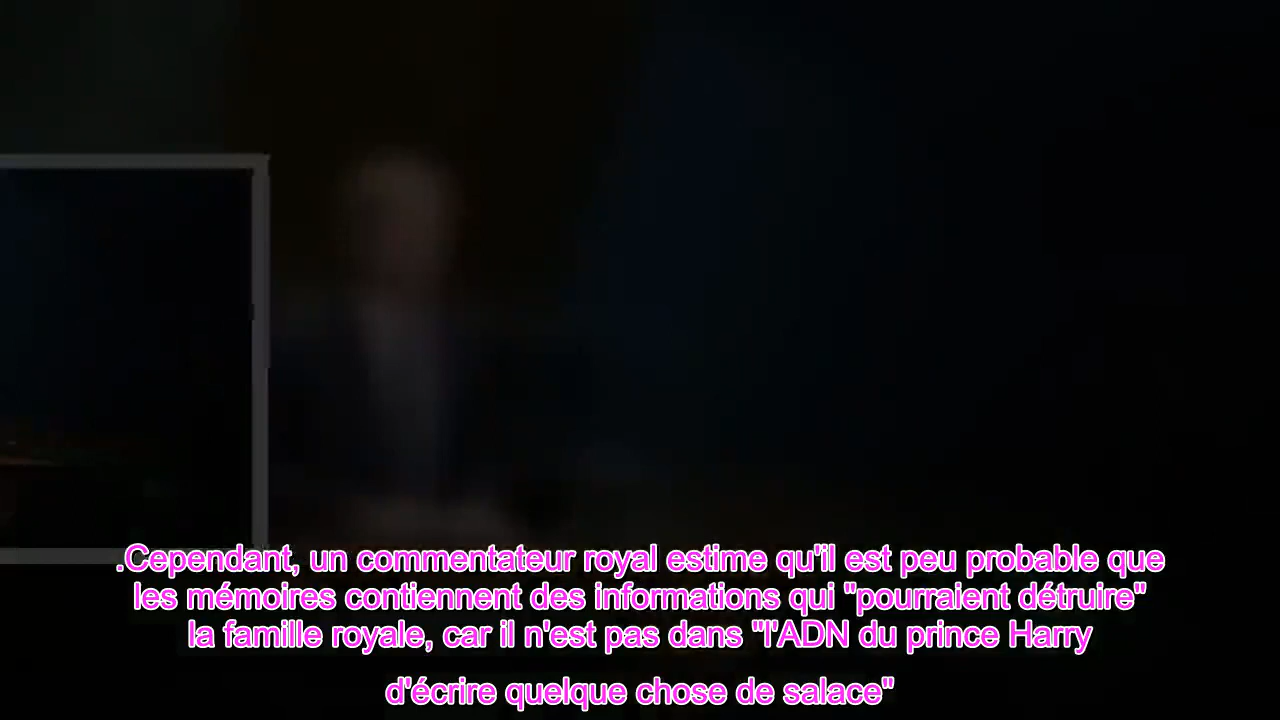 .Cependant, un commentateur royal estime qu'il est peu probable que
les mémoires contiennent des informations qui "pourraient détruire"
la famille royale, car il n'est pas dans "l'ADN du prince Harry
d'écrire quelque chose de salace"